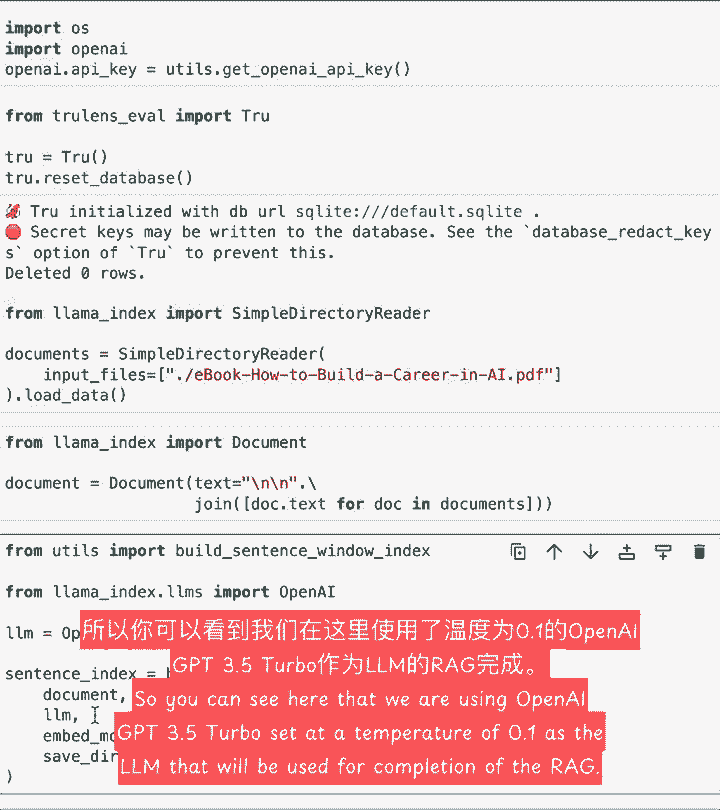 import os
import openai
openai.api_key = utils.get_openai_api_key()
from trulens_eval import Tru
tru = Tru()
tru.reset_database()
🦑 Tru initialized with db url sqlite:///default.sqlite .
🛑 Secret keys may be written to the database. See the `database_redact_key
s` option of `Tru` to prevent this.
Deleted 0 rows.
from llama_index import SimpleDirectoryReader
documents = SimpleDirectoryReader(
    input_files=["./eBook-How-to-Build-a-Career-in-AI.pdf"]
).load_data()
from llama_index import Document
document = Document(text="\n\n".\
                    join([doc.text for doc in documents]))
from utils import build_sentence_window_index
from llama_index.llms import OpenAI
llm = Op
所以你可以看到我们在这里使用了温度为0.1的OpenAI
GPT 3.5 Turbo作为LLM的RAG完成。
sentence_index =
    document,
So you can see here that we are using OpenAI
    llm,
GPT 3.5 Turbo set at a temperature of 0.1 as the
    embed_mo
    save_dir
LLM that will be used for completion of the RAG.
)